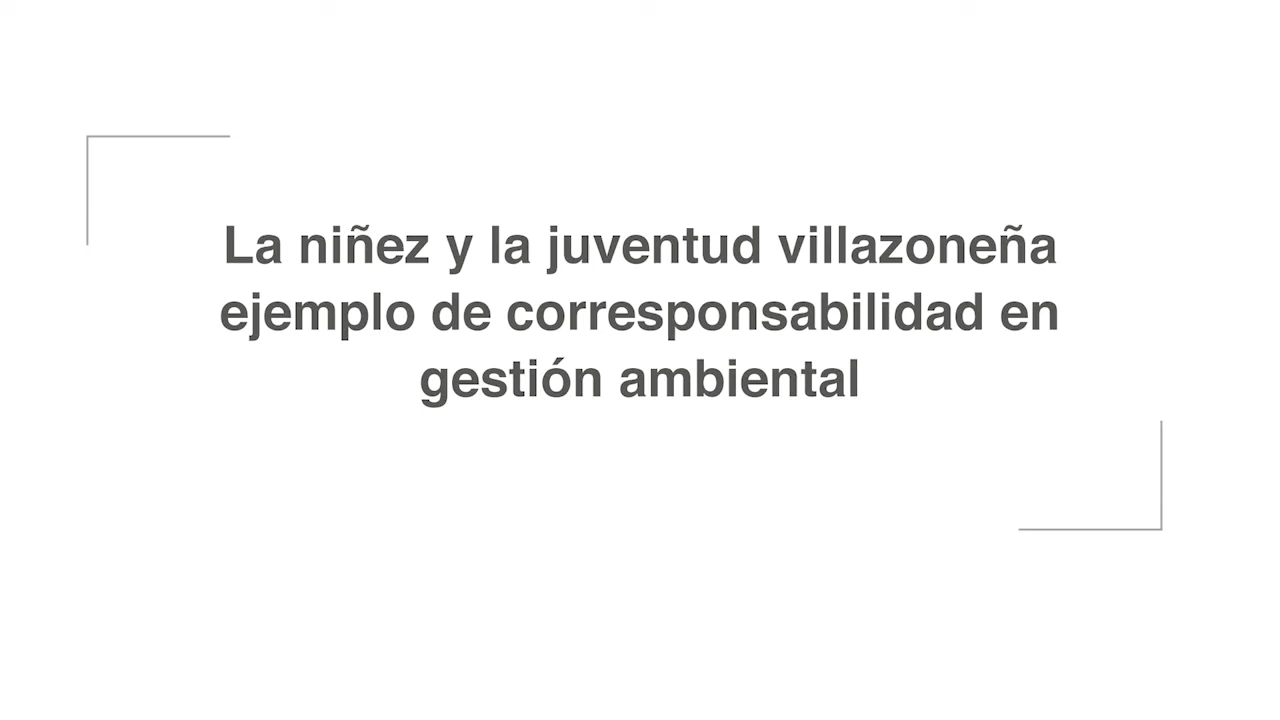 La niñez y la juventud villazoneña
ejemplo de corresponsabilidad en
gestión ambiental